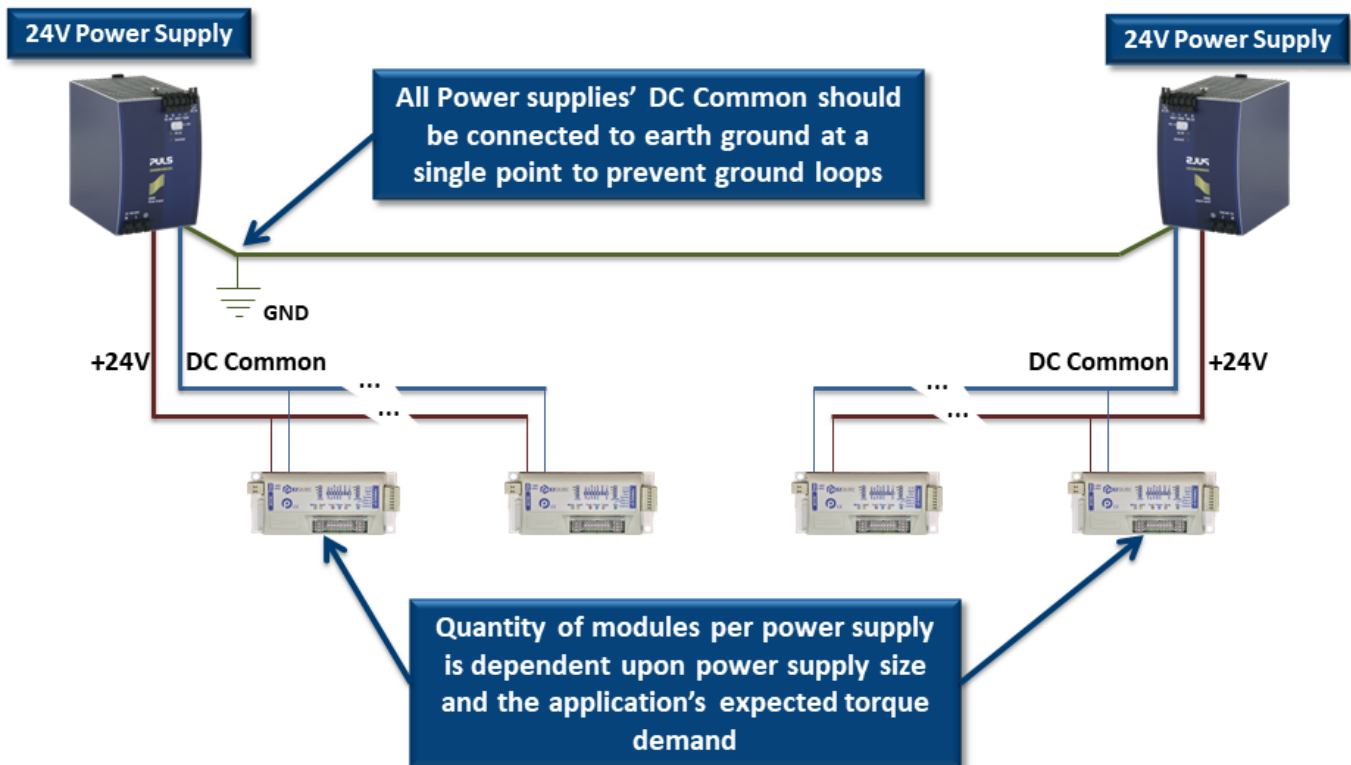 24V Power Supply
24V Power Supply
All Power supplies' DC Common should
be connected to earth ground at a
single point to prevent ground loops
PULS
PULS
GND
+24V
DC Common
...
...
DC Common
+24V
...
...
Quantity of modules per power supply
is dependent upon power supply size
and the application's expected torque
demand